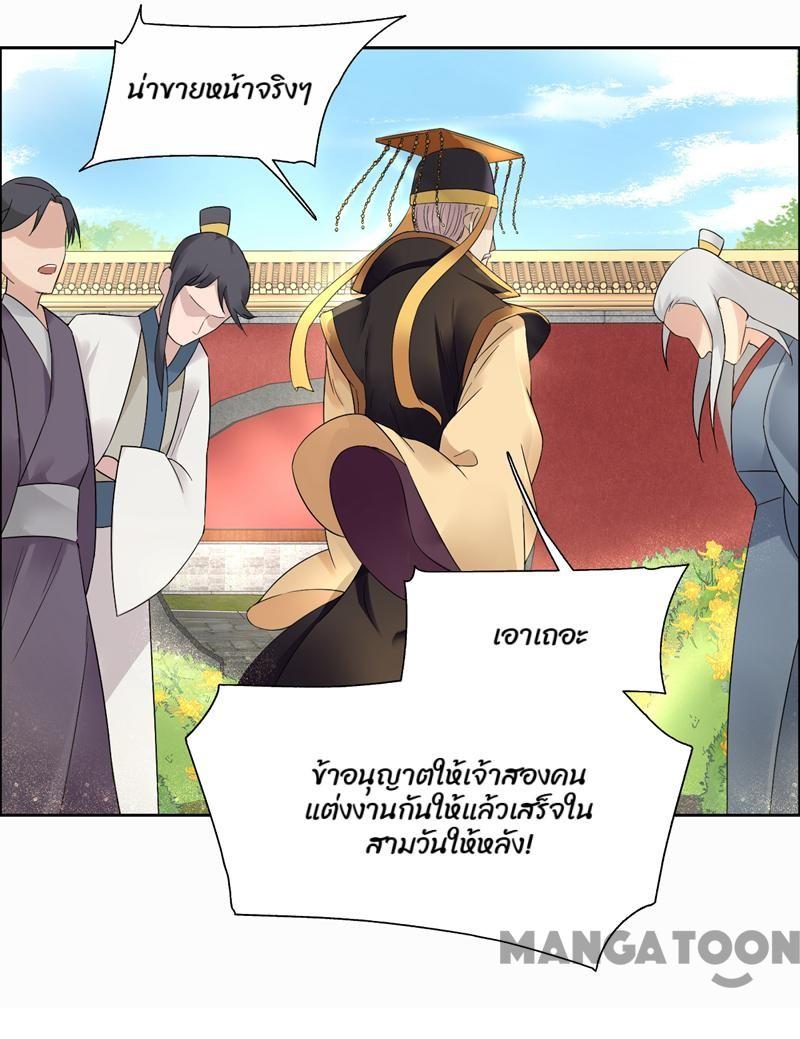 น่าขายหน้าจริงๆ
เอาเถอะ
ข้าอนุญาตให้เจ้าสองคน
แต่งงานกันให้แล้วเสร็จใน
สามวันให้หลัง!
MANGATOON